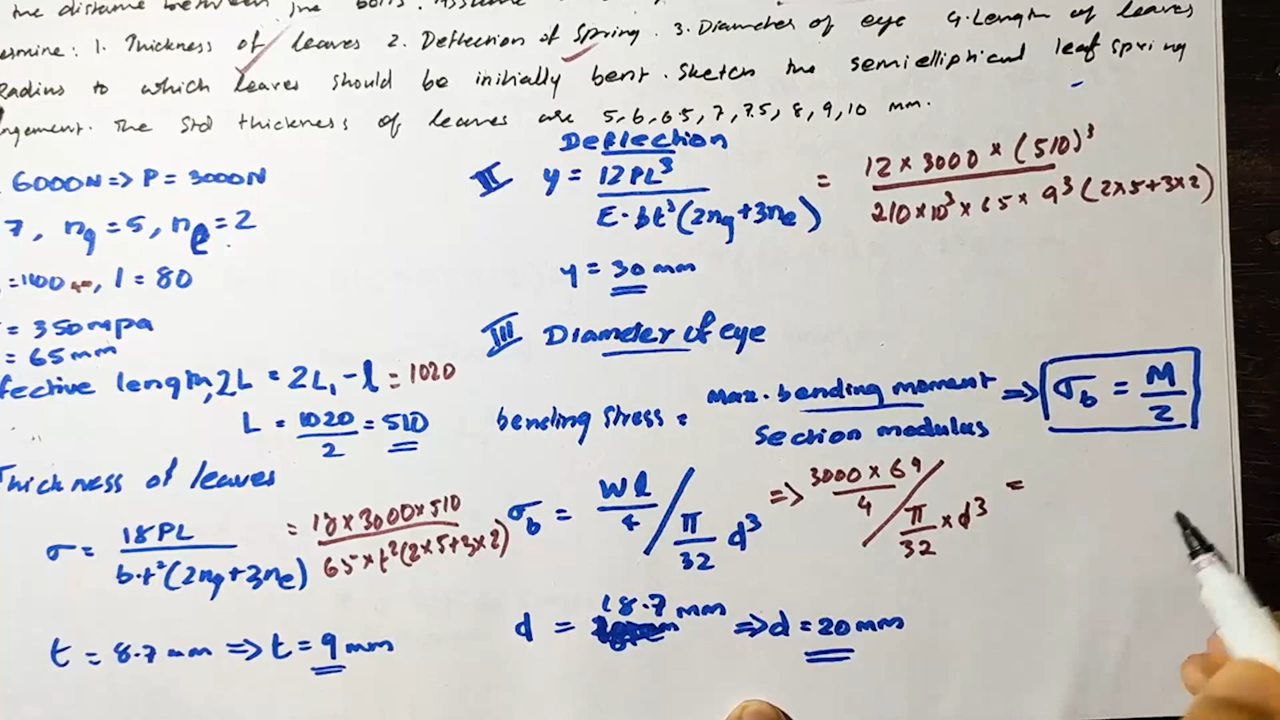 the distance between the bolts. Assume
ermine: 1. Thickness of leaves 2. Deflection of Spring. 3. Diameter of eye 4. Length of leaves
Radius to which leaves should be initially bent. Sketch the semielliptical leaf spring
ngement. The Std thickness of leaves are 5, 6, 6.5, 7, 7.5, 8, 9, 10 mm.
6000N => P = 3000N
7, ng = 5, ne = 2
l = 80
= 350mpa
= 65mm
fective length, 2L = 2L1 - l = 1020
L = 1020/2 = 510
Thickness of leaves
σ = 18PL / b.t²(2ng+3ne) = 18×3000×510 / 65×t²(2×5+3×2)
t = 8.7 mm => t = 9 mm
II Deflection
y = 12PL³ / E.bt³(2ng+3ne) = 12×3000×(510)³ / 210×10³×65×9³(2×5+3×2)
y = 30 mm
III Diameter of eye
bending stress = Max. bending moment / Section modulus => σb = M/Z
σb = Wl/4 / π/32 d³ => 3000×69/4 / π/32 ×d³ =
d = 18.7 mm => d = 20 mm